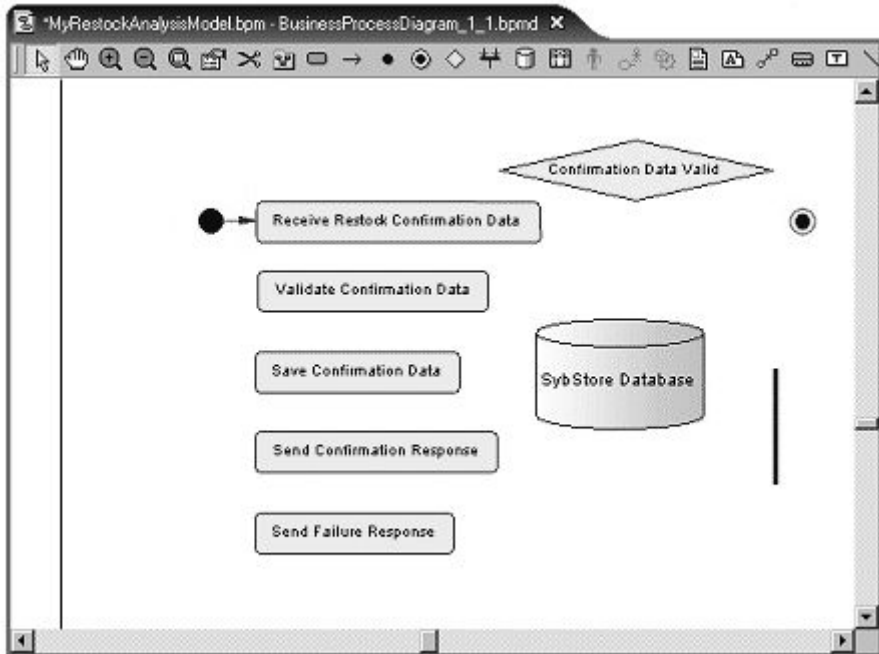 *MyRestockAnalysisModel.bpm - BusinessProcessDiagram_1_1.bpmd
Confirmation Data Valid
Receive Restock Confirmation Data
Validate Confirmation Data
Save Confirmation Data
SybStore Database
Send Confirmation Response
Send Failure Response